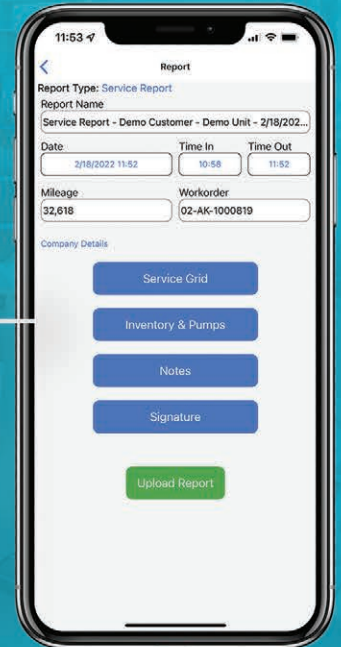 11:53
Report
Report Type: Service Report
Report Name
Service Report - Demo Customer - Demo Unit - 2/18/202...
Date Time In Time Out
2/18/2022 11:52 10:58 11:52
Mileage Workorder
32,618 02-AK-1000819
Company Details
Service Grid
Inventory & Pumps
Notes
Signature
Upload Report